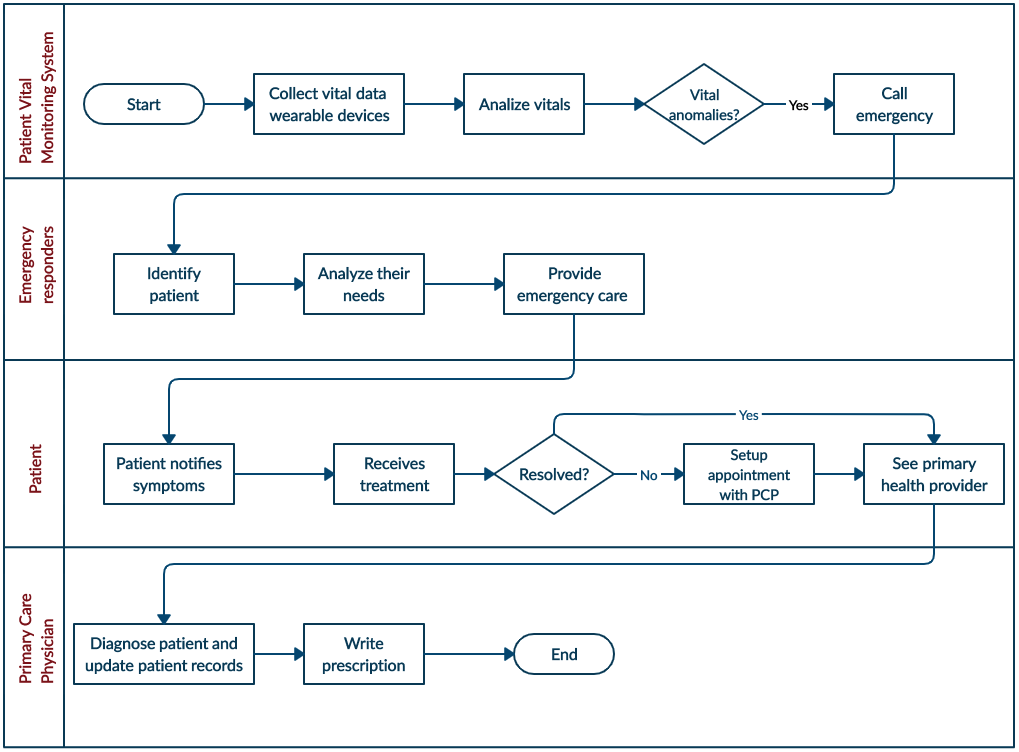 Patient Vital
Monitoring System
Start
Collect vital data
wearable devices
Analize vitals
Vital
anomalies?
Yes
Call
emergency
Emergency
responders
Identify
patient
Analyze their
needs
Provide
emergency care
Patient
Patient notifies
symptoms
Receives
treatment
Resolved?
Yes
No
Setup
appointment
with PCP
See primary
health provider
Primary Care
Physician
Diagnose patient and
update patient records
Write
prescription
End